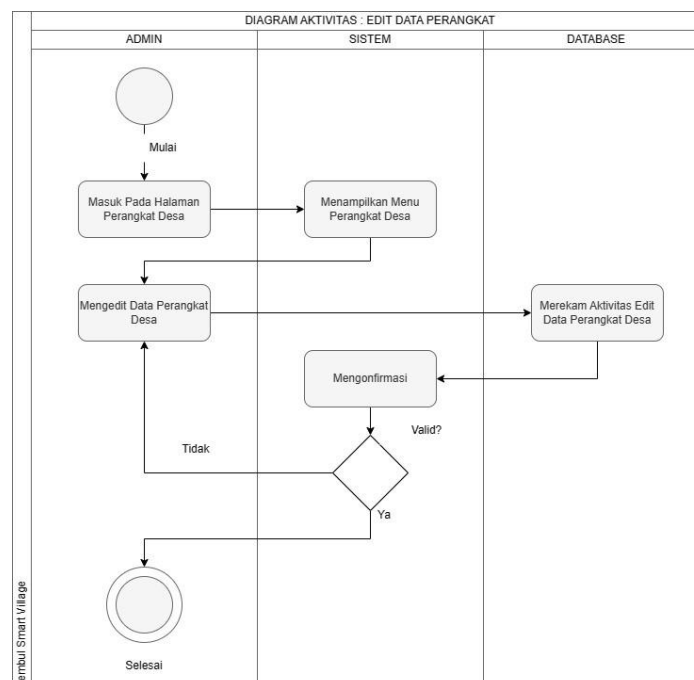 DIAGRAM AKTIVITAS : EDIT DATA PERANGKAT
ADMIN
SISTEM
DATABASE
Mulai
Masuk Pada Halaman
Perangkat Desa
Menampilkan Menu
Perangkat Desa
Mengedit Data Perangkat
Desa
Merekam Aktivitas Edit
Data Perangkat Desa
Mengonfirmasi
Valid?
Tidak
Ya
Selesai
Smart Village